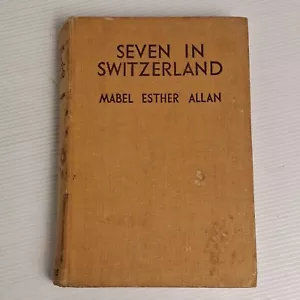 SEVEN IN
SWITZERLAND
MABEL ESTHER ALLAN